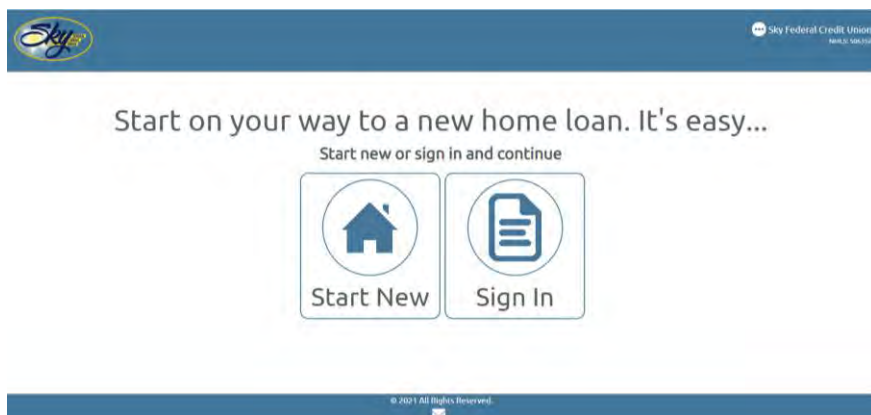 Sky
Sky Federal Credit Union
Start on your way to a new home loan. It's easy...
Start new or sign in and continue
Start New
Sign In
© 2021 All Rights Reserved.